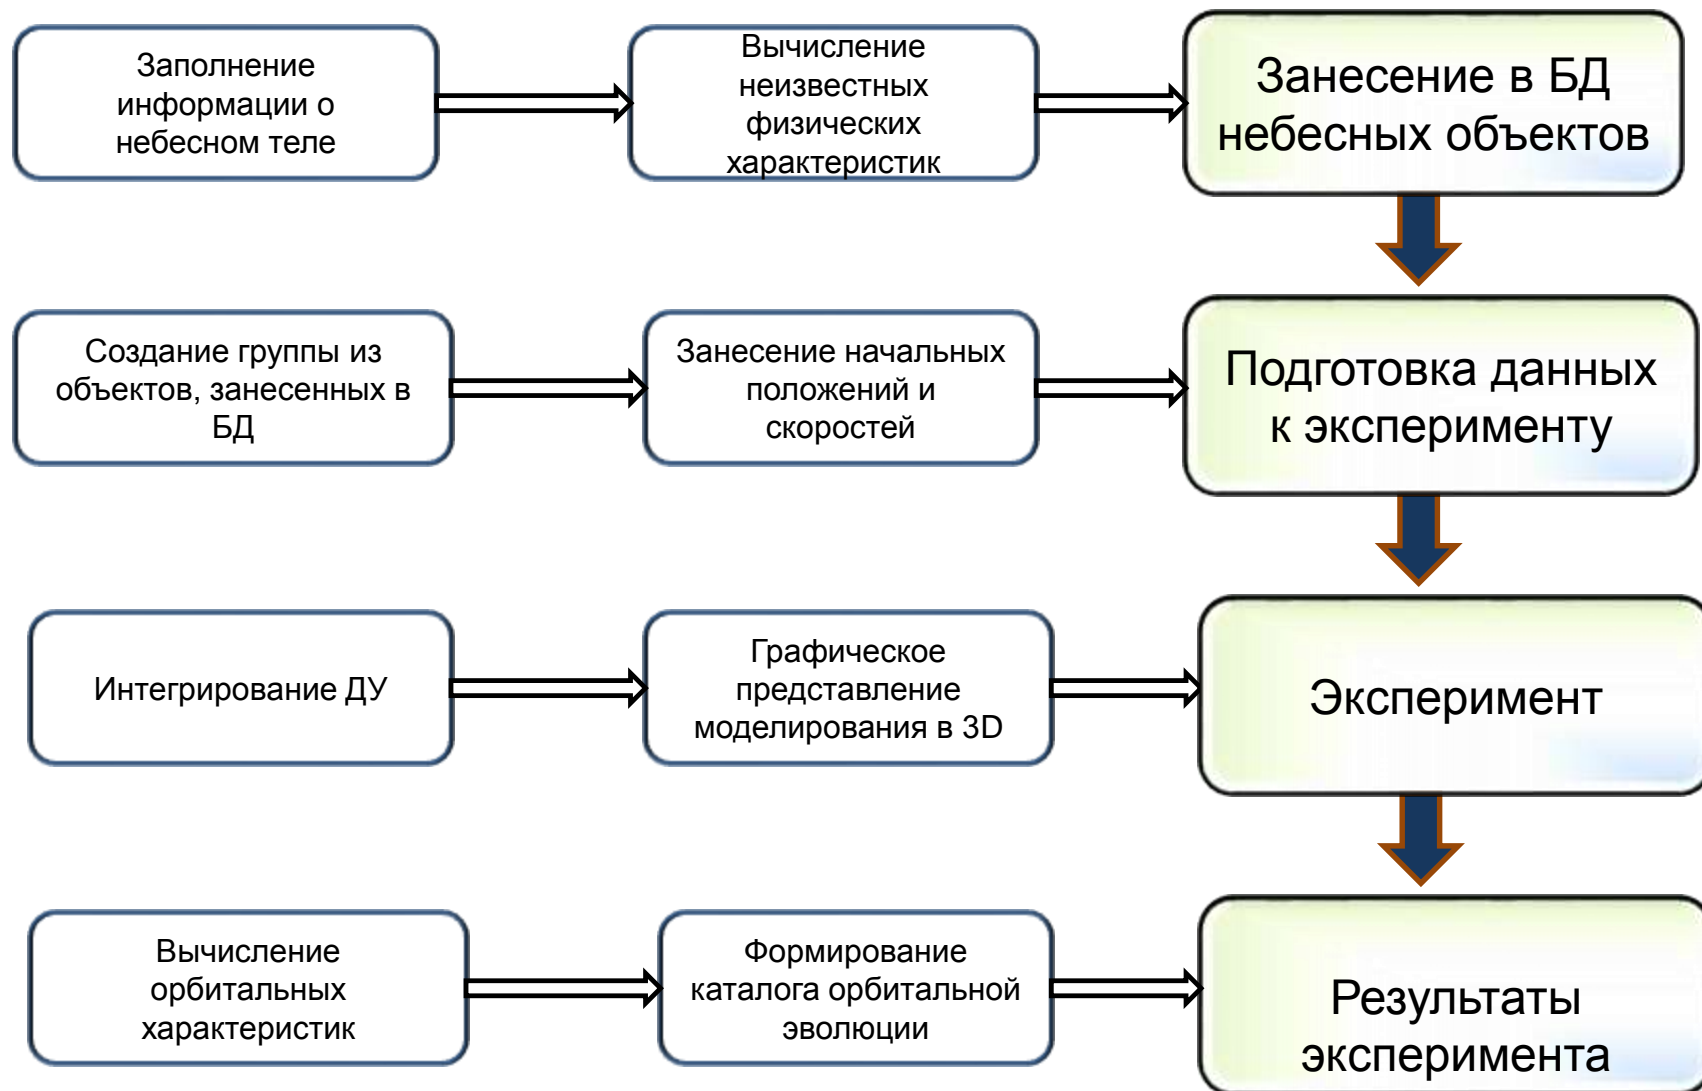 Заполнение
информации о
небесном теле
Вычисление
неизвестных
физических
характеристик
Занесение в БД
небесных объектов
Создание группы из
объектов, занесенных в
БД
Занесение начальных
положений и
скоростей
Подготовка данных
к эксперименту
Интегрирование ДУ
Графическое
представление
моделирования в 3D
Эксперимент
Вычисление
орбитальных
характеристик
Формирование
каталога орбитальной
эволюции
Результаты
эксперимента